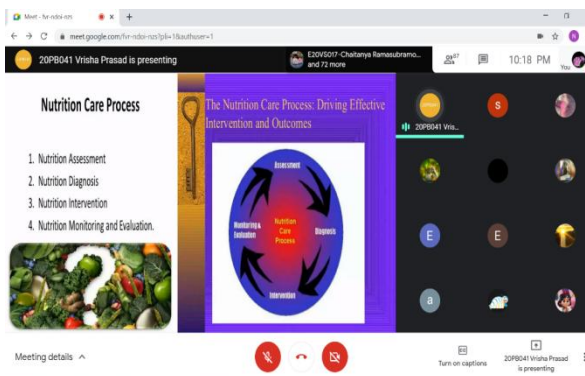 Meet - fvr-ndoi-nzs
meet.google.com/fvr-ndoi-nzs?pli=1&authuser=1
20PB041 Vrisha Prasad is presenting
E20VS017-Chaitanya Ramasubramo...
and 72 more
87
10:18 PM
You
Nutrition Care Process
1. Nutrition Assessment
2. Nutrition Diagnosis
3. Nutrition Intervention
4. Nutrition Monitoring and Evaluation.
The Nutrition Care Process: Driving Effective
Intervention and Outcomes
Assessment
Monitoring &
Evaluation
Nutrition
Care
Process
Diagnosis
Intervention
20PB041 Vris...
S
E
E
a
Meeting details
Turn on captions
20PB041 Vrisha Prasad
is presenting